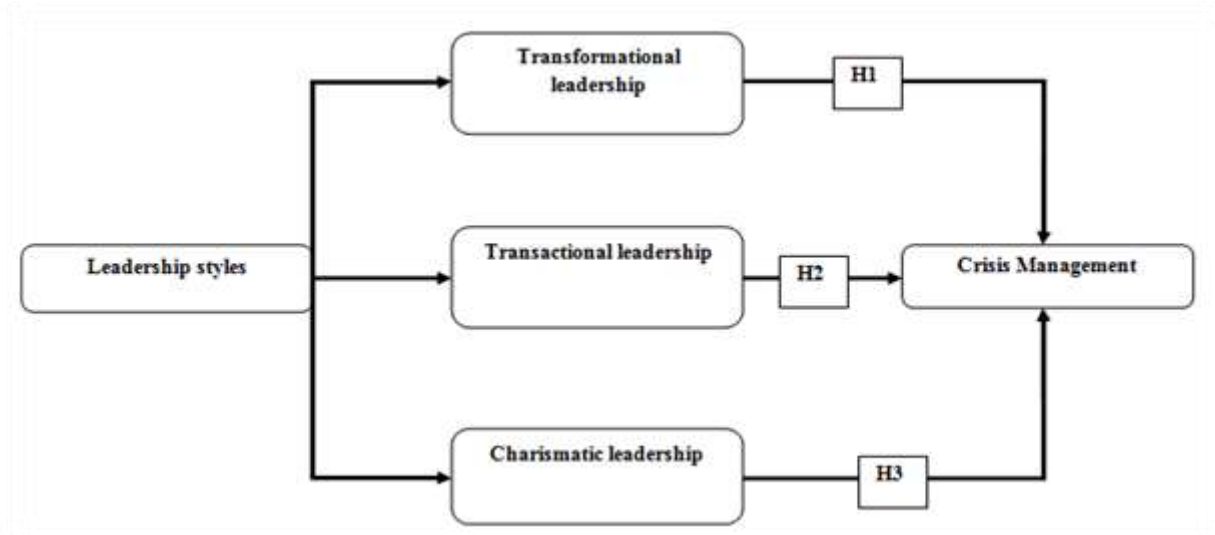 Transformational
leadership
H1
Leadership styles
Transactional leadership
H2
Crisis Management
Charismatic leadership
H3